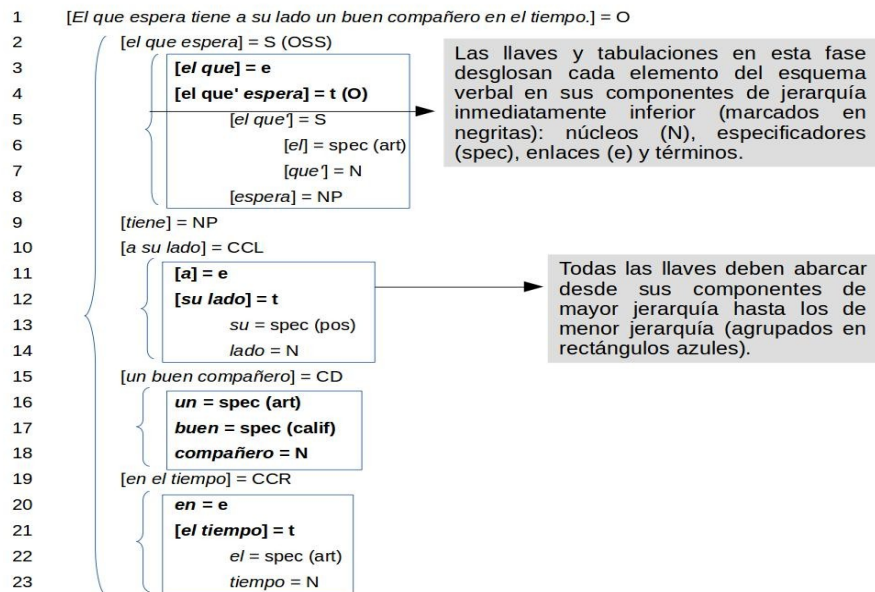 1 [El que espera tiene a su lado un buen compañero en el tiempo.] = O
2 [el que espera] = S (OSS)
3 [el que] = e
4 [el que' espera] = t (O)
5 [el que'] = S
6 [el] = spec (art)
7 [que'] = N
8 [espera] = NP
9 [tiene] = NP
10 [a su lado] = CCL
11 [a] = e
12 [su lado] = t
13 su = spec (pos)
14 lado = N
15 [un buen compañero] = CD
16 un = spec (art)
17 buen = spec (calif)
18 compañero = N
19 [en el tiempo] = CCR
20 en = e
21 [el tiempo] = t
22 el = spec (art)
23 tiempo = N
Las llaves y tabulaciones en esta fase
desglosan cada elemento del esquema
verbal en sus componentes de jerarquía
inmediatamente inferior (marcados en
negritas): núcleos (N), especificadores
(spec), enlaces (e) y términos.
Todas las llaves deben abarcar
desde sus componentes de
mayor jerarquía hasta los de
menor jerarquía (agrupados en
rectángulos azules).